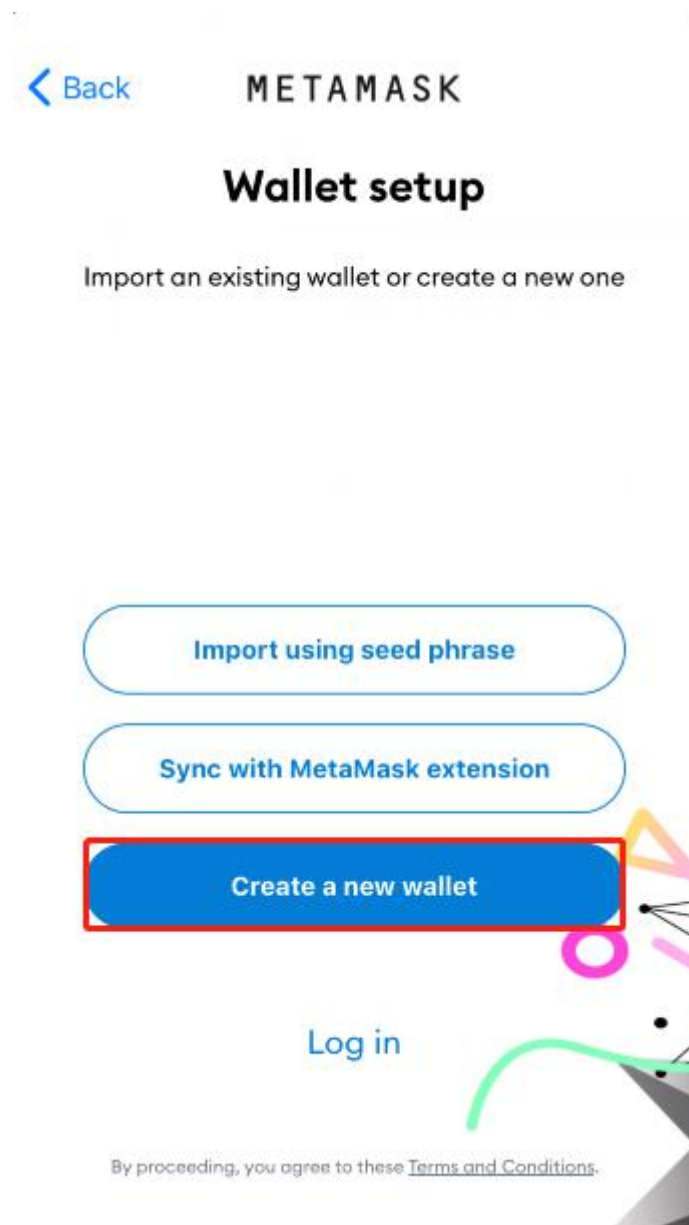 Back
METAMASK
Wallet setup
Import an existing wallet or create a new one
Import using seed phrase
Sync with MetaMask extension
Create a new wallet
Log in
By proceeding, you agree to these Terms and Conditions.